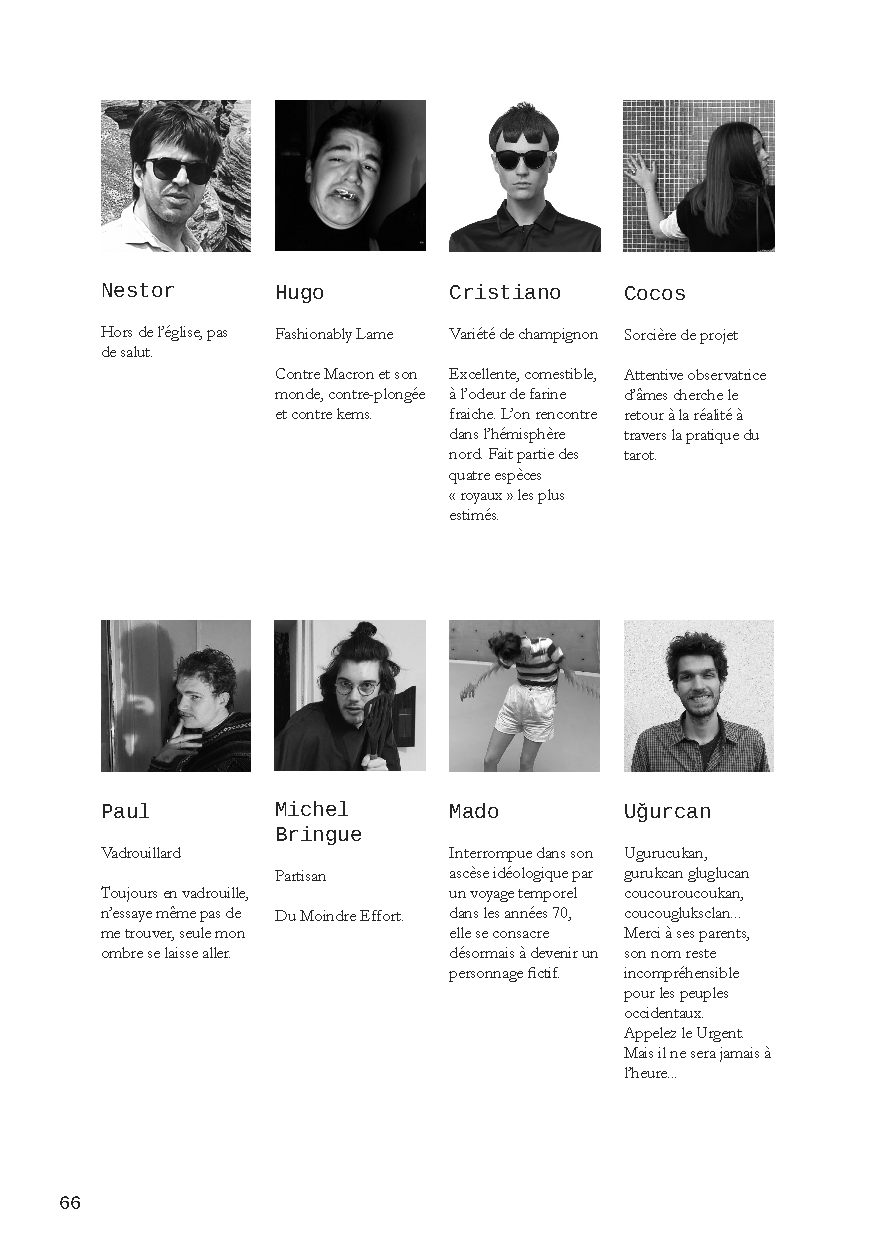 Nestor
Hors de l’église, pas
de salut.
Hugo
Fashionably Lame
Contre Macron et son
monde, contre-plongée
et contre kems.
Cristiano
Variété de champignon
Excellente, comestible,
à l’odeur de farine
fraiche. L’on rencontre
dans l’hémisphère
nord. Fait partie des
quatre espèces
« royaux » les plus
estimés.
Cocos
Sorcière de projet
Attentive observatrice
d’âmes cherche le
retour à la réalité à
travers la pratique du
tarot.
Paul
Vadrouillard
Toujours en vadrouille,
n’essaye même pas de
me trouver, seule mon
ombre se laisse aller.
Michel
Bringue
Partisan
Du Moindre Effort.
Mado
Interrompue dans son
ascèse idéologique par
un voyage temporel
dans les années 70,
elle se consacre
désormais à devenir un
personnage fictif.
Uğurcan
Ugurucukan,
gurukcan gluglucan
coucouroucoukan,
coucougluksclan...
Merci à ses parents,
son nom reste
incompréhensible
pour les peuples
occidentaux.
Appelez le Urgent.
Mais il ne sera jamais à
l’heure...
66